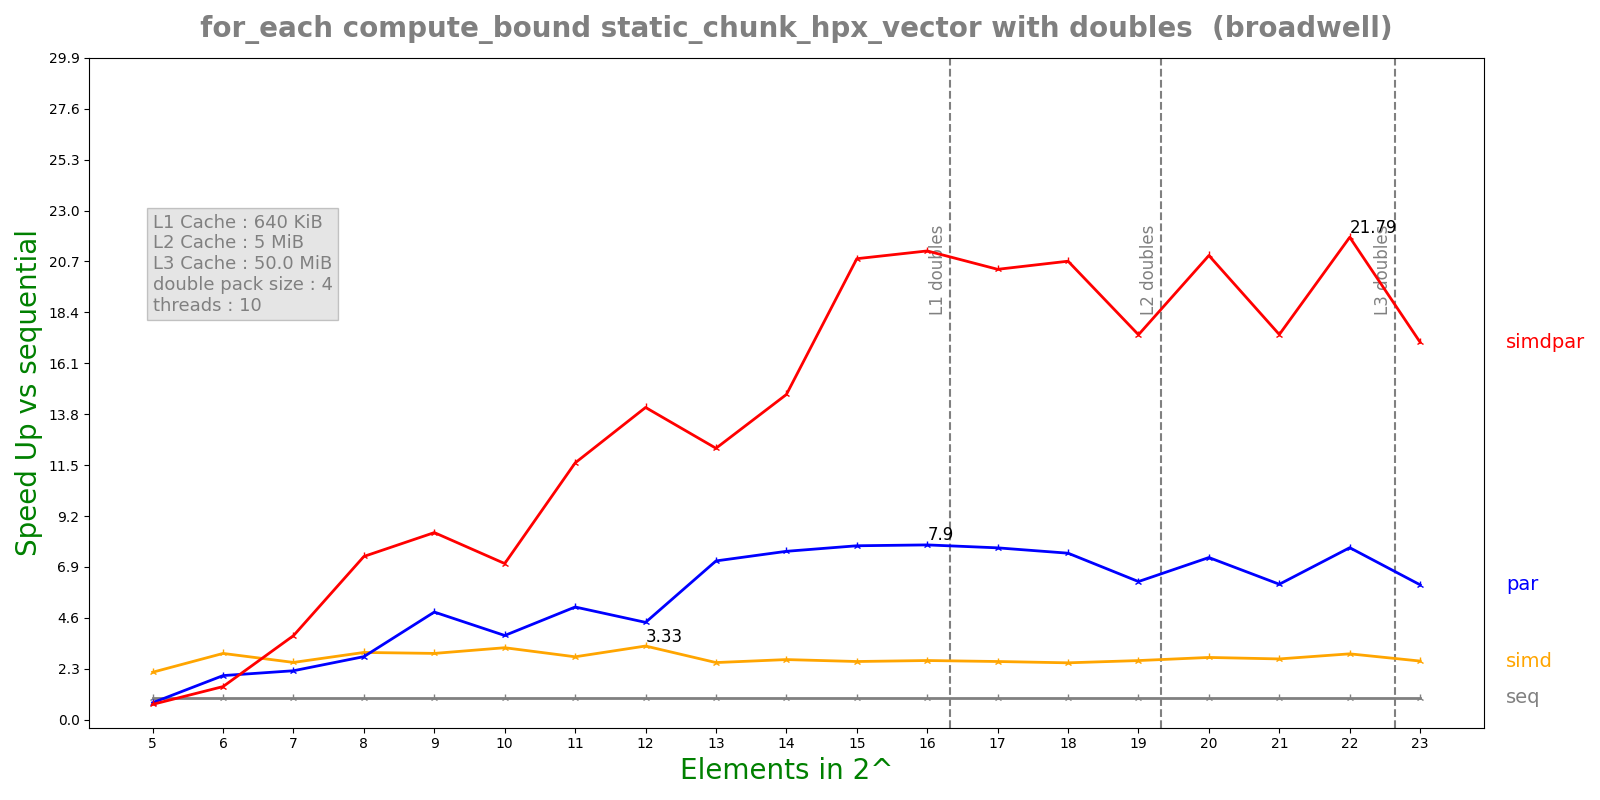 for_each compute_bound static_chunk_hpx_vector with doubles (broadwell)
Speed Up vs sequential
29.9
27.6
25.3
23.0
20.7
18.4
16.1
13.8
11.5
9.2
6.9
4.6
2.3
0.0
L1 Cache : 640 KiB
L2 Cache : 5 MiB
L3 Cache : 50.0 MiB
double pack size : 4
threads : 10
L1 doubles
L2 doubles
L3 doubles
21.79
7.9
3.33
simdpar
par
simd
seq
5 6 7 8 9 10 11 12 13 14 15 16 17 18 19 20 21 22 23
Elements in 2^